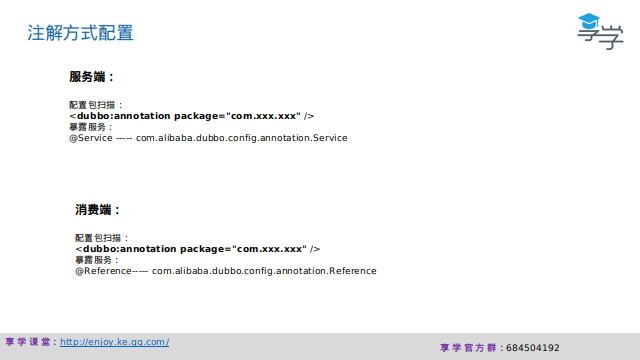 注解方式配置
享学
服务端：
配置包扫描：
<dubbo:annotation package="com.xxx.xxx" />
暴露服务：
@Service ----- com.alibaba.dubbo.config.annotation.Service
消费端：
配置包扫描：
<dubbo:annotation package="com.xxx.xxx" />
暴露服务：
@Reference----- com.alibaba.dubbo.config.annotation.Reference
享学课堂：http://enjoy.ke.qq.com/
享学官方群：684504192